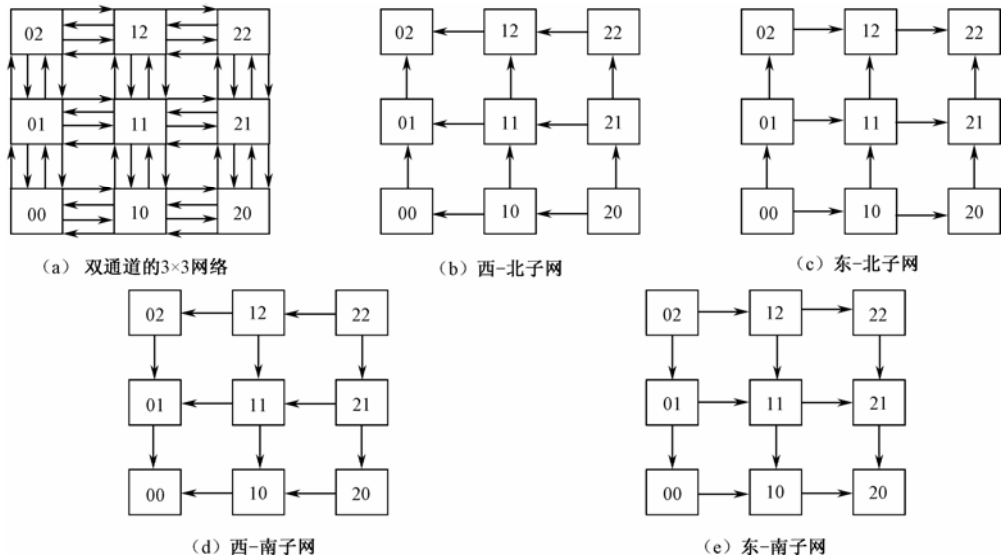 02 12 22 02 12 22 02 12 22
01 11 21 01 11 21 01 11 21
00 10 20 00 10 20 00 10 20
（a） 双通道的3×3网络 （b）西-北子网 （c）东-北子网
02 12 22 02 12 22
01 11 21 01 11 21
00 10 20 00 10 20
（d）西-南子网 （e）东-南子网